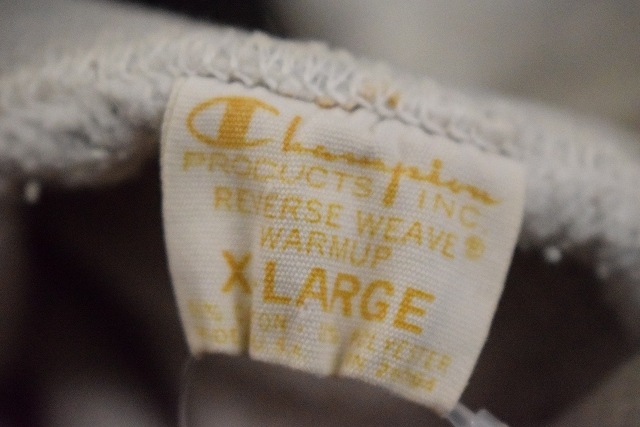 Champion
PRODUCTS INC.
REVERSE WEAVE®
WARMUP
X-LARGE